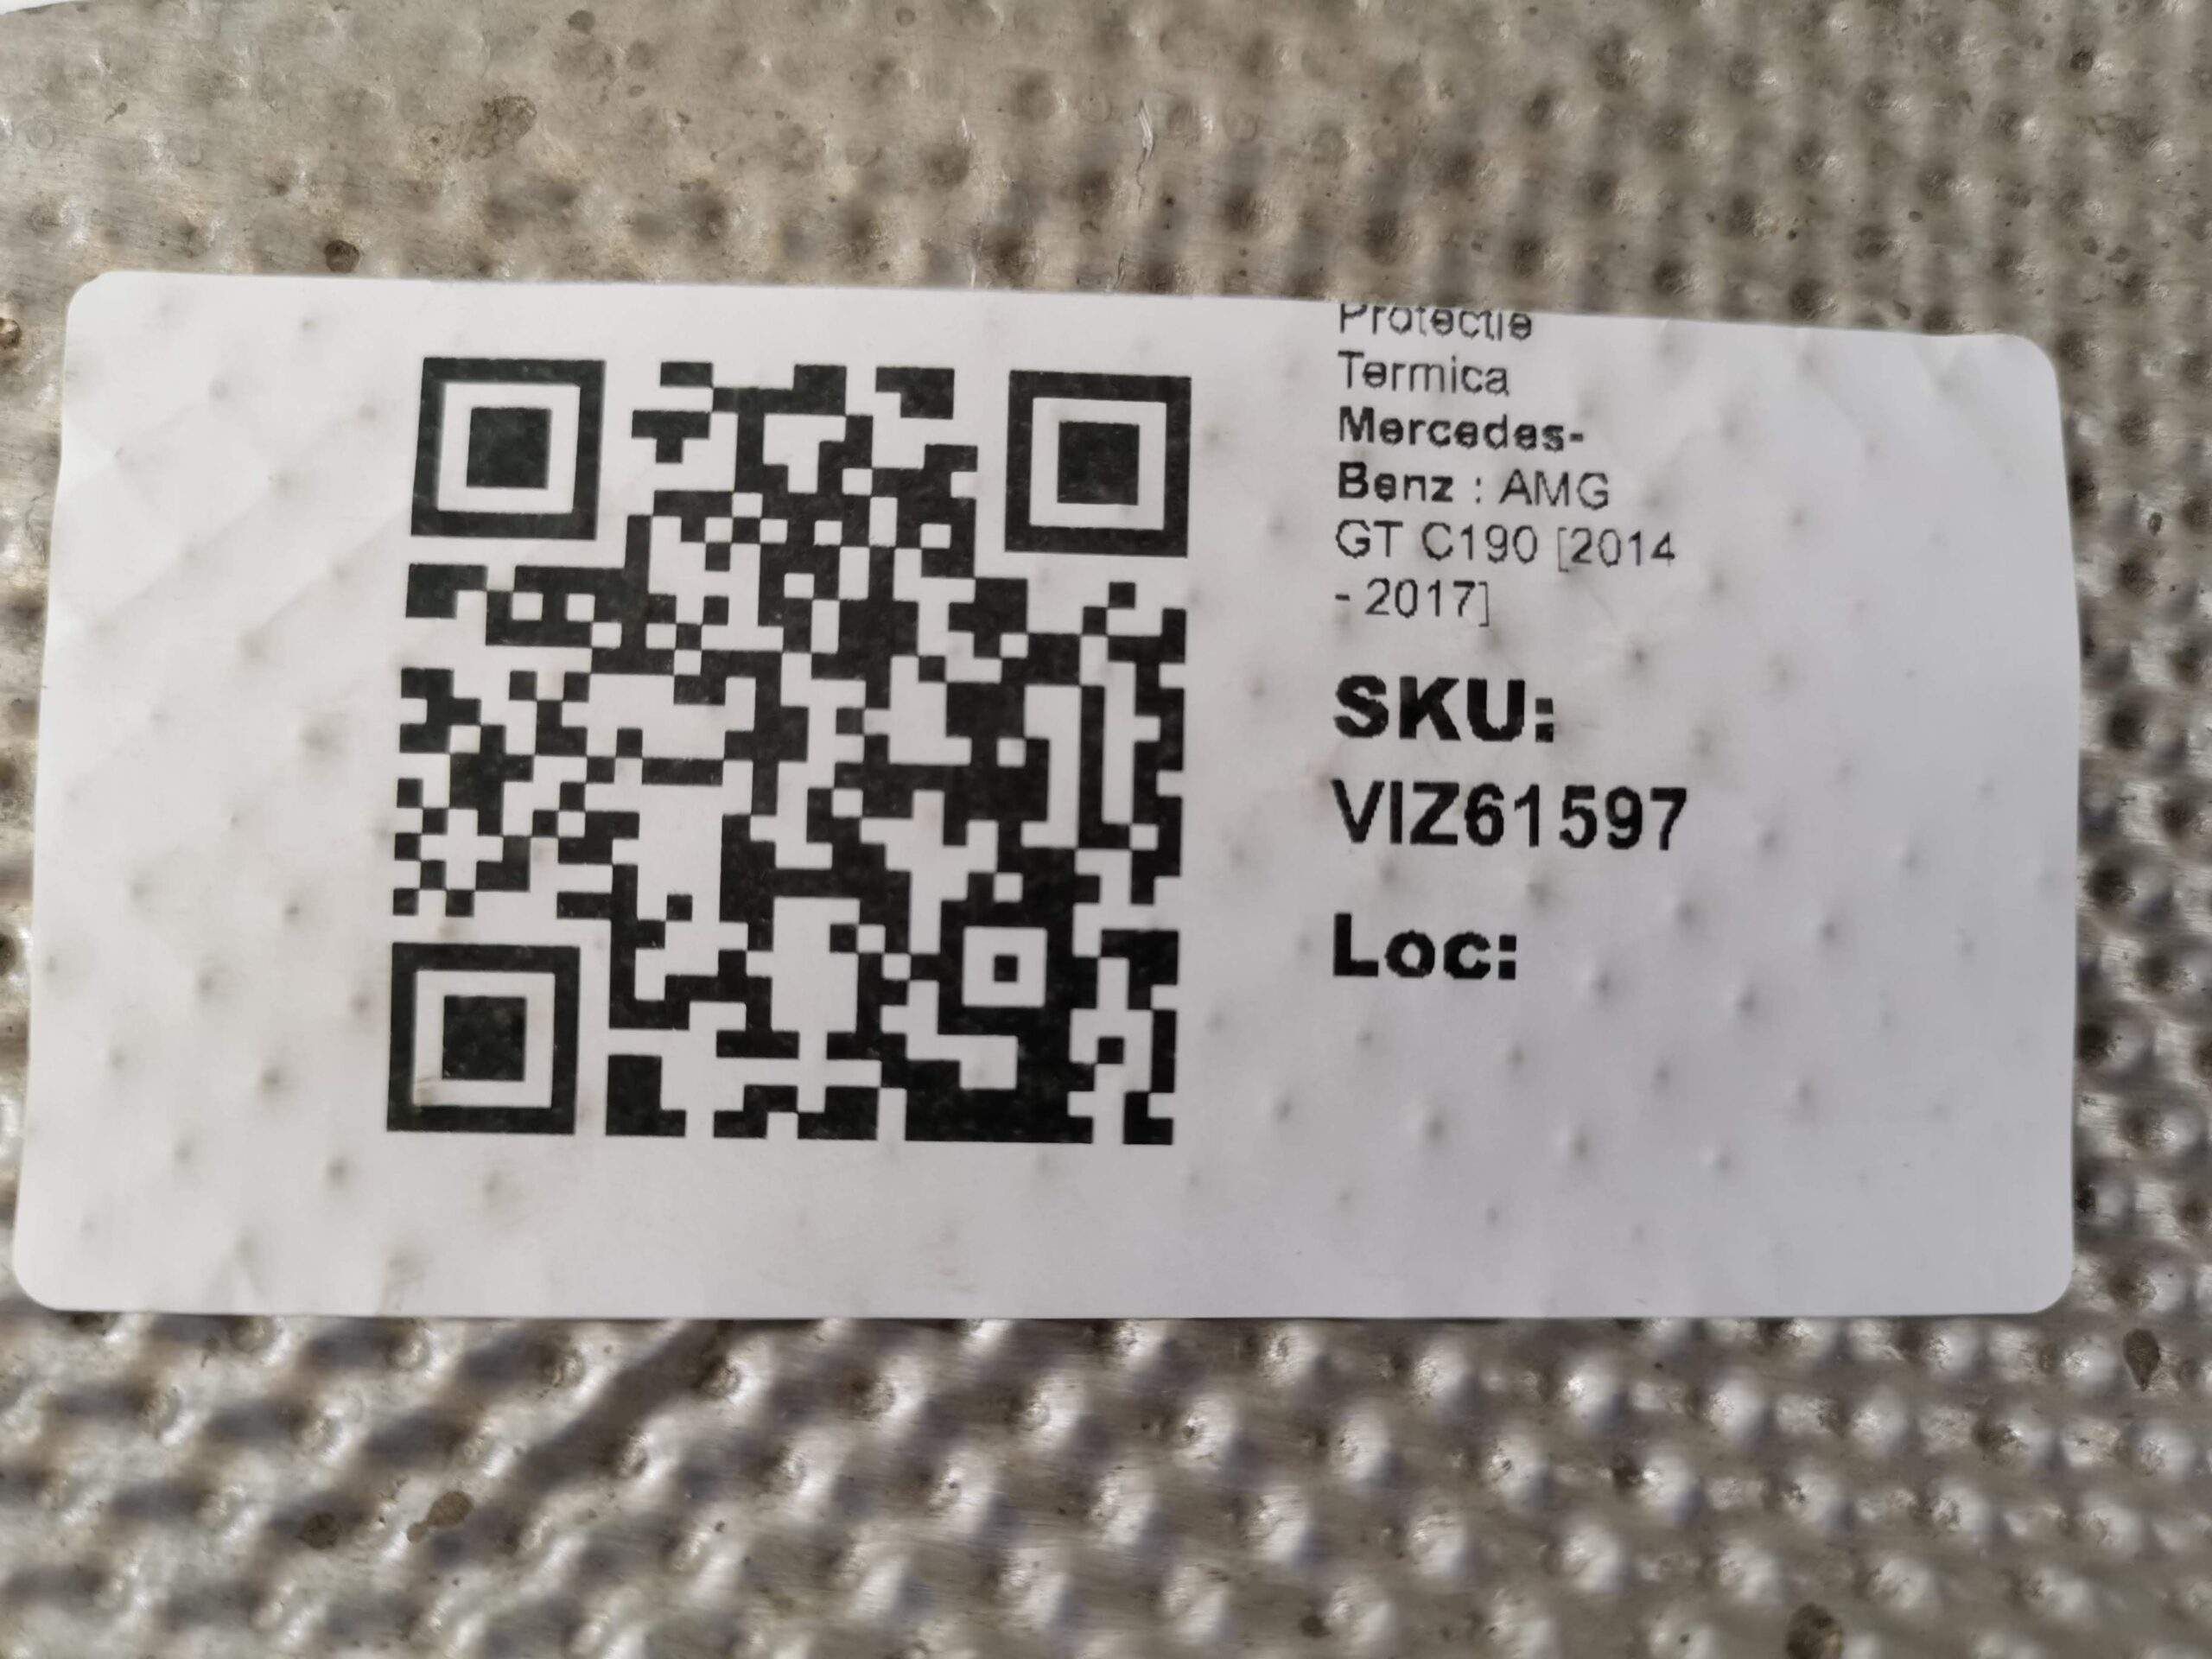 Protectie
Termica
Mercedes-
Benz : AMG
GT C190 [2014
- 2017]
SKU:
VIZ61597
Loc: